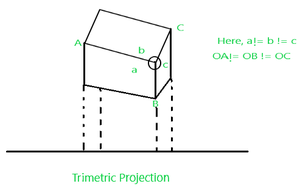 C
A
b
Here, a!= b != c
c
OA!= OB != OC
a
B
Trimetric Projection